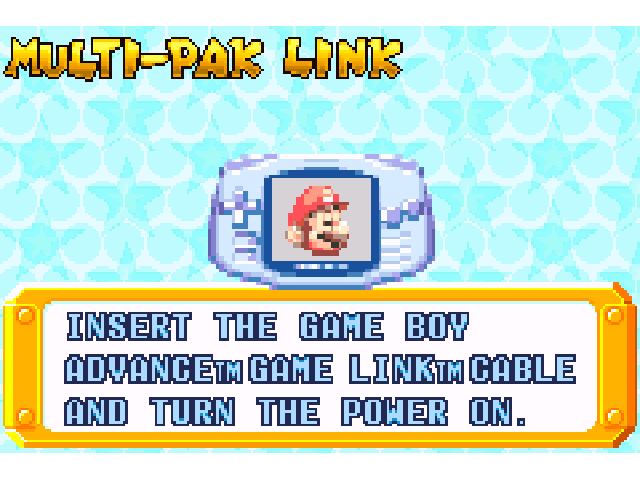 MULTI-PAK LINK
INSERT THE GAME BOY
ADVANCE™ GAME LINK™ CABLE
AND TURN THE POWER ON.